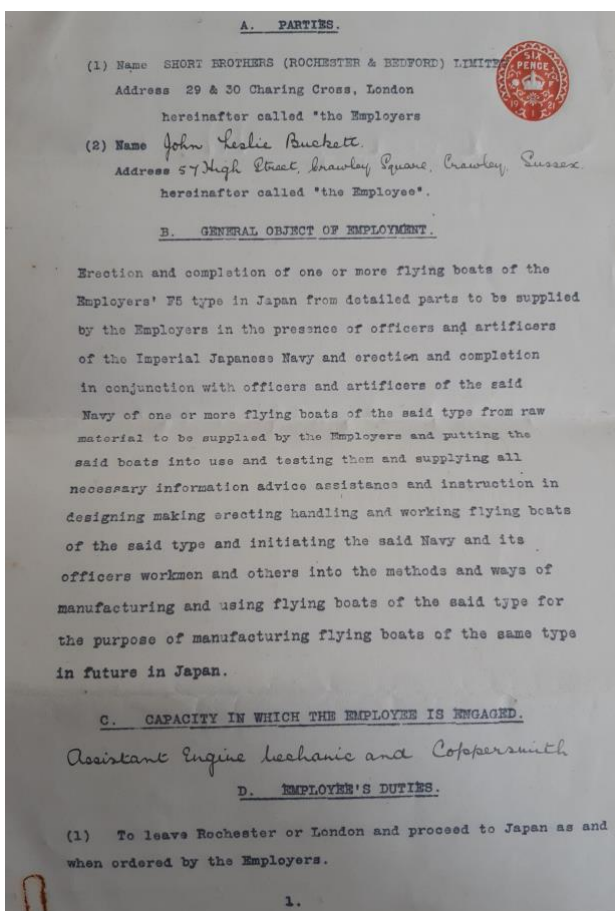 A. PARTIES.
(1) Name SHORT BROTHERS (ROCHESTER & BEDFORD) LIMITE
SIX PENCE
Address 29 & 30 Charing Cross, London
hereinafter called "the Employers
(2) Name John Leslie Buckett.
Address 57 High Street, Crawley Square, Crawley, Sussex.
hereinafter called "the Employee".
B. GENERAL OBJECT OF EMPLOYMENT.
Erection and completion of one or more flying boats of the
Employers' F5 type in Japan from detailed parts to be supplied
by the Employers in the presence of officers and artificers
of the Imperial Japanese Navy and erection and completion
in conjunction with officers and artificers of the said
Navy of one or more flying boats of the said type from raw
material to be supplied by the Employers and putting the
said boats into use and testing them and supplying all
necessary information advice assistance and instruction in
designing making erecting handling and working flying boats
of the said type and initiating the said Navy and its
officers workmen and others into the methods and ways of
manufacturing and using flying boats of the said type for
the purpose of manufacturing flying boats of the same type
in future in Japan.
C. CAPACITY IN WHICH THE EMPLOYEE IS ENGAGED.
Assistant Engine Mechanic and Coppersmith
D. EMPLOYEE'S DUTIES.
(1) To leave Rochester or London and proceed to Japan as and
when ordered by the Employers.
1.